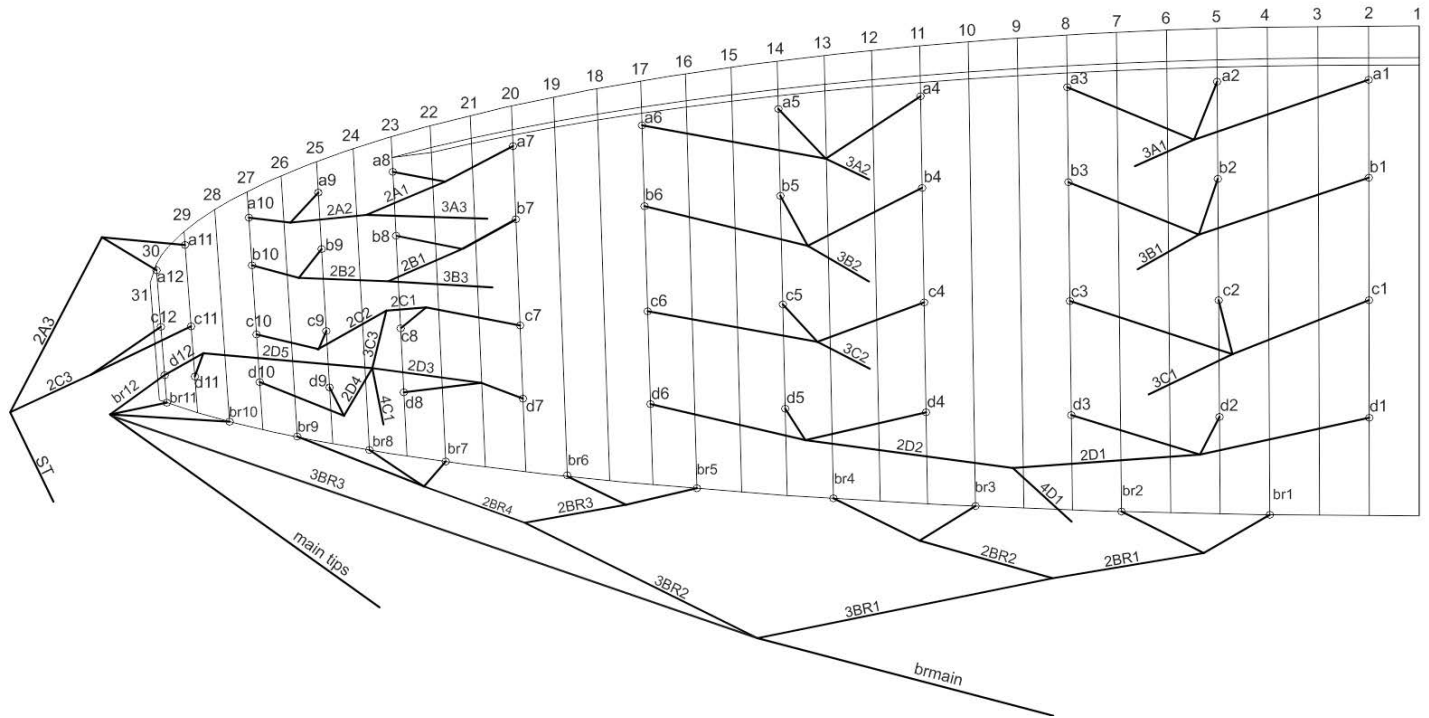 1
2
3
4
5
6
7
8
9
10
11
12
13
14
15
16
17
18
19
20
21
22
23
24
25
26
27
28
29
30
31
a1
a2
a3
a4
a5
a6
a7
a8
a9
a10
a11
a12
3A1
3A2
2A1
2A2
3A3
2A3
b1
b2
b3
b4
b5
b6
b7
b8
b9
b10
3B1
3B2
2B1
2B2
3B3
c1
c2
c3
c4
c5
c6
c7
c8
c9
c10
c11
c12
3C1
3C2
2C1
2C2
3C3
2C3
4C1
d1
d2
d3
d4
d5
d6
d7
d8
d9
d10
d11
d12
2D1
2D2
2D3
2D4
2D5
4D1
br1
br2
br3
br4
br5
br6
br7
br8
br9
br10
br11
br12
2BR1
2BR2
2BR3
2BR4
3BR1
3BR2
3BR3
ST
main tips
brmain